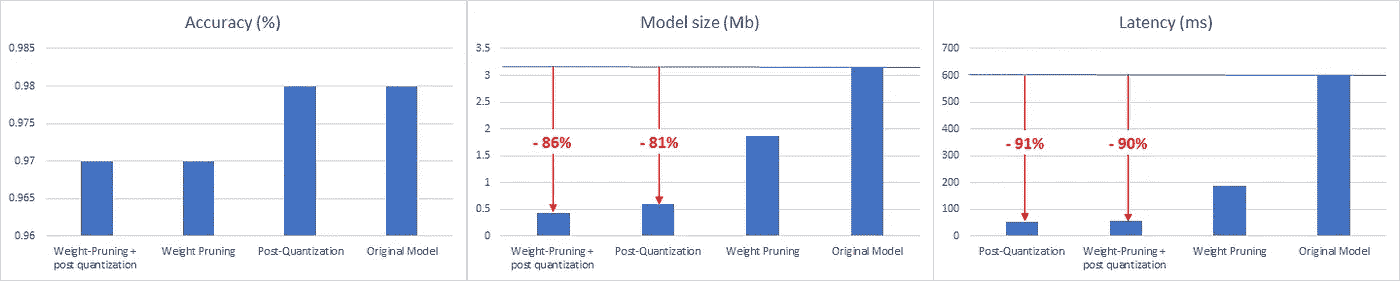 Accuracy (%)
0.985
0.98
0.975
0.97
0.965
0.96
Weight-Pruning +
post quantization
Weight Pruning
Post-Quantization
Original Model
Model size (Mb)
3.5
3
2.5
2
1.5
1
0.5
0
- 86%
- 81%
Weight-Pruning +
post quantization
Post-Quantization
Weight Pruning
Original Model
Latency (ms)
700
600
500
400
300
200
100
0
- 91%
- 90%
Post-Quantization
Weight-Pruning +
post quantization
Weight Pruning
Original Model